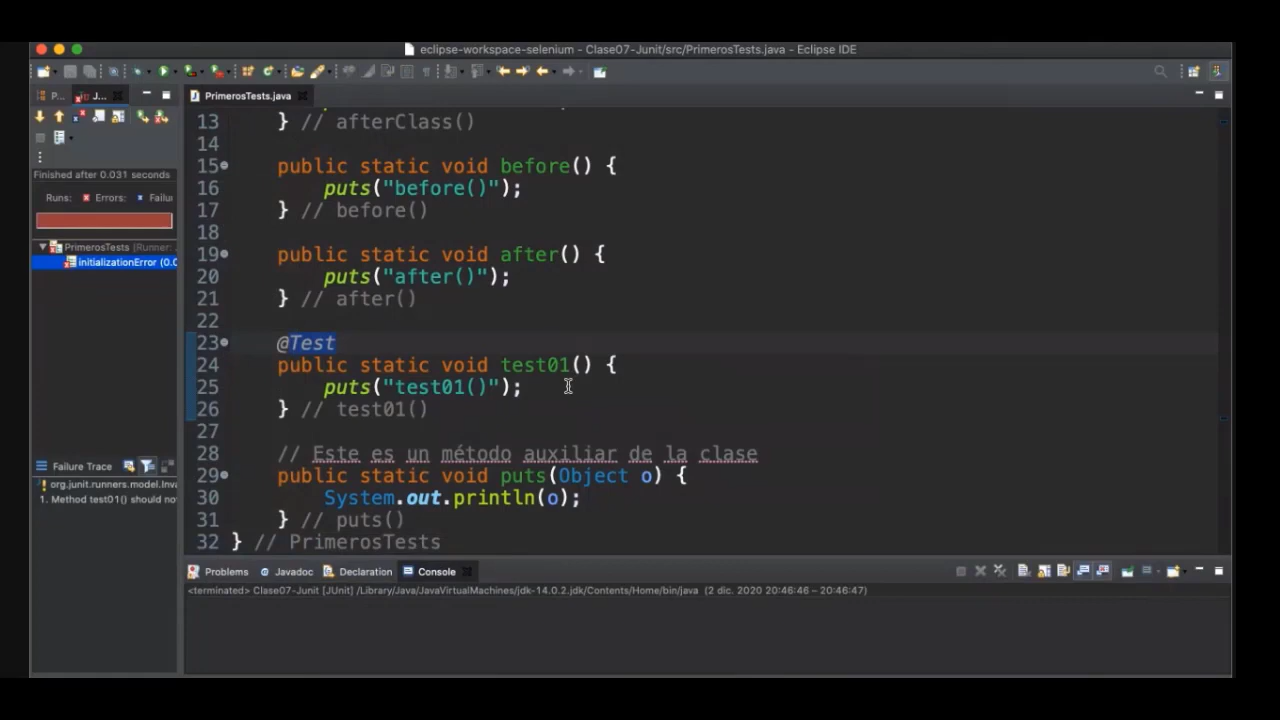 eclipse-workspace-selenium - Clase07-Junit/src/PrimerosTests.java - Eclipse IDE
P...
J...
PrimerosTests.java
Finished after 0.031 seconds
Runs: Errors: Failu
PrimerosTests [Runner:
initializationError (0.0
13 } // afterClass()
14
15 public static void before() {
16 puts("before()");
17 } // before()
18
19 public static void after() {
20 puts("after()");
21 } // after()
22
23 @Test
24 public static void test01() {
25 puts("test01()");
26 } // test01()
27
28 // Este es un método auxiliar de la clase
29 public static void puts(Object o) {
30 System.out.println(o);
31 } // puts()
32 } // PrimerosTests
Failure Trace
org.junit.runners.model.Inva
1. Method test01() should no
Problems Javadoc Declaration Console
<terminated> Clase07-Junit [JUnit] /Library/Java/JavaVirtualMachines/jdk-14.0.2.jdk/Contents/Home/bin/java (2 dic. 2020 20:46:46 – 20:46:47)